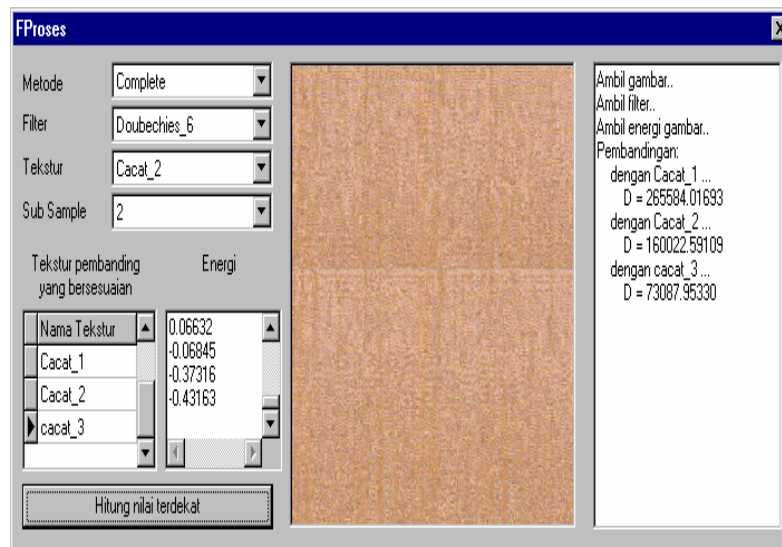 FProses
Metode Complete
Filter Doubechies_6
Tekstur Cacat_2
Sub Sample 2
Tekstur pembanding
yang bersesuaian
Energi
Nama Tekstur
Cacat_1
Cacat_2
cacat_3
0.06632
-0.06845
-0.37316
-0.43163
Hitung nilai terdekat
Ambil gambar..
Ambil filter..
Ambil energi gambar..
Pembandingan:
dengan Cacat_1 ...
D = 265584.01693
dengan Cacat_2 ...
D = 160022.59109
dengan cacat_3 ...
D = 73087.95330